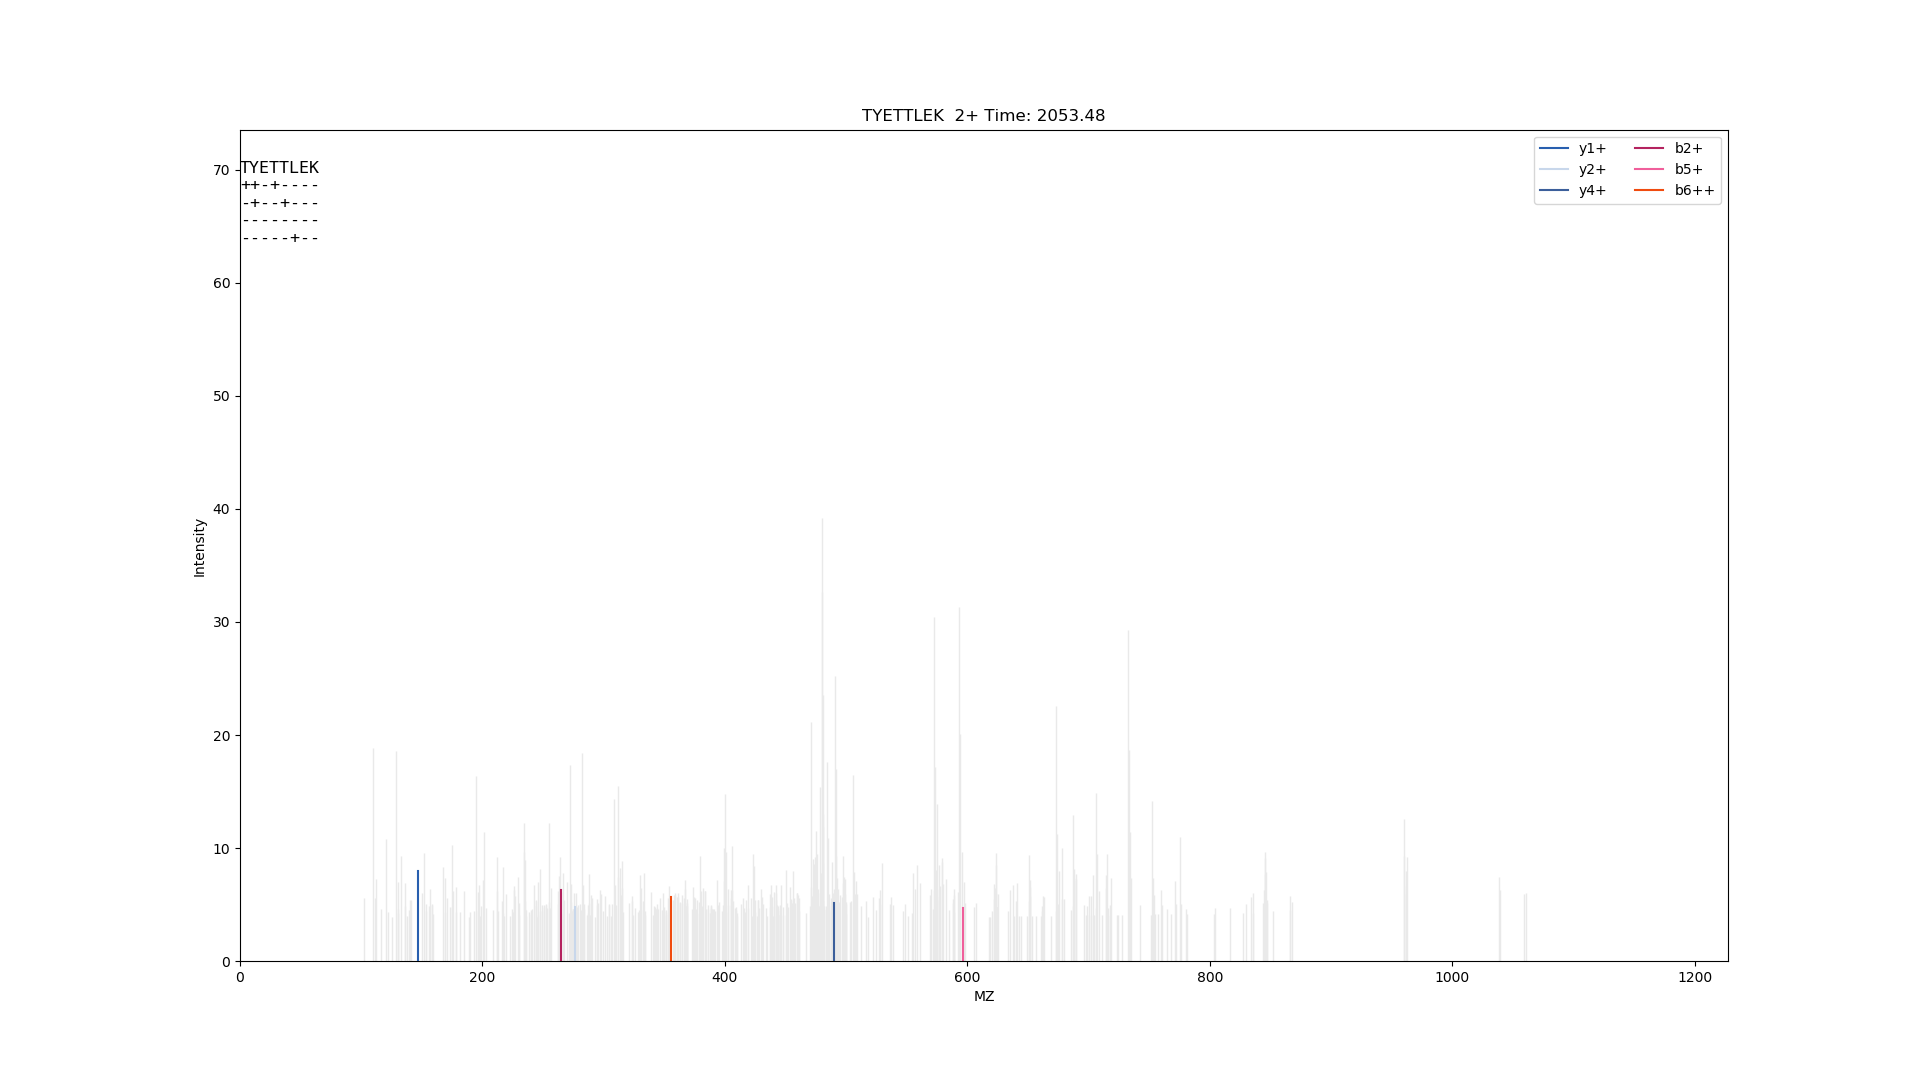 TYETTLEK  2+ Time: 2053.48
TYETTLEK
++-+----
-+--+---
--------
-----+--
y1+
y2+
y4+
b2+
b5+
b6++
70
60
50
40
30
20
10
0
Intensity
0 200 400 600 800 1000 1200
MZ